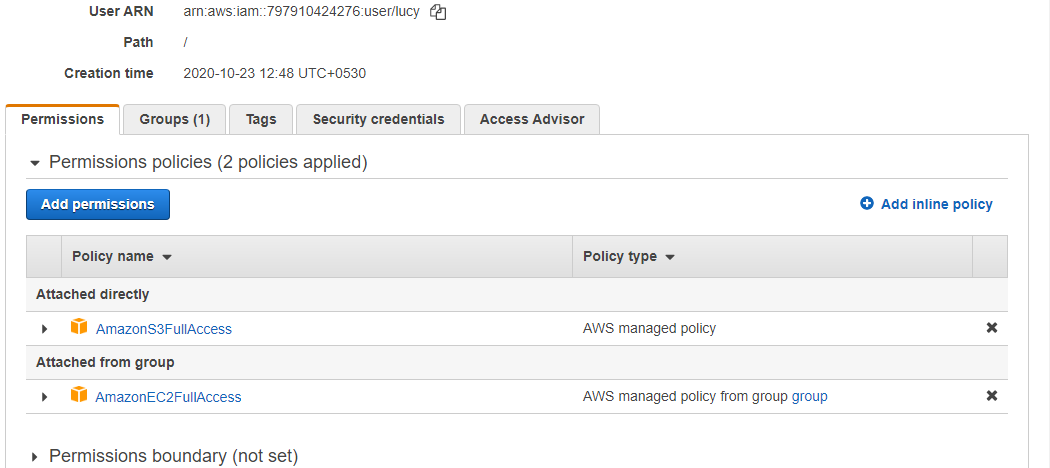 User ARN arn:aws:iam::797910424276:user/lucy
Path /
Creation time 2020-10-23 12:48 UTC+0530
Permissions Groups (1) Tags Security credentials Access Advisor
Permissions policies (2 policies applied)
Add permissions Add inline policy
Policy name Policy type
Attached directly
AmazonS3FullAccess AWS managed policy
Attached from group
AmazonEC2FullAccess AWS managed policy from group group
Permissions boundary (not set)